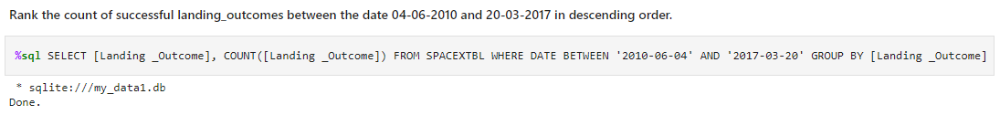 Rank the count of successful landing_outcomes between the date 04-06-2010 and 20-03-2017 in descending order.
%sql SELECT [Landing _Outcome], COUNT([Landing _Outcome]) FROM SPACEXTBL WHERE DATE BETWEEN '2010-06-04' AND '2017-03-20' GROUP BY [Landing _Outcome]
* sqlite:///my_data1.db
Done.